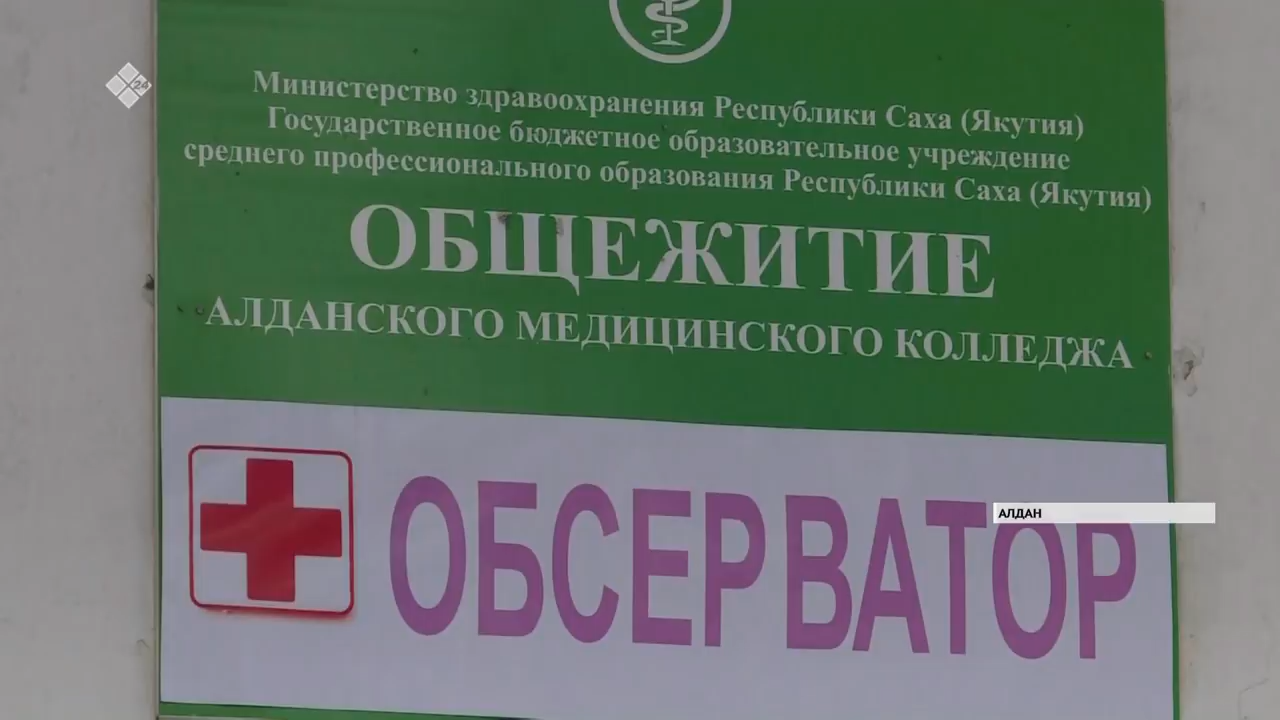 Х24
Министерство здравоохранения Республики Саха (Якутия)
Государственное бюджетное образовательное учреждение
среднего профессионального образования Республики Саха (Якутия)
ОБЩЕЖИТИЕ
АЛДАНСКОГО МЕДИЦИНСКОГО КОЛЛЕДЖА
ОБСЕРВАТОР
АЛДАН